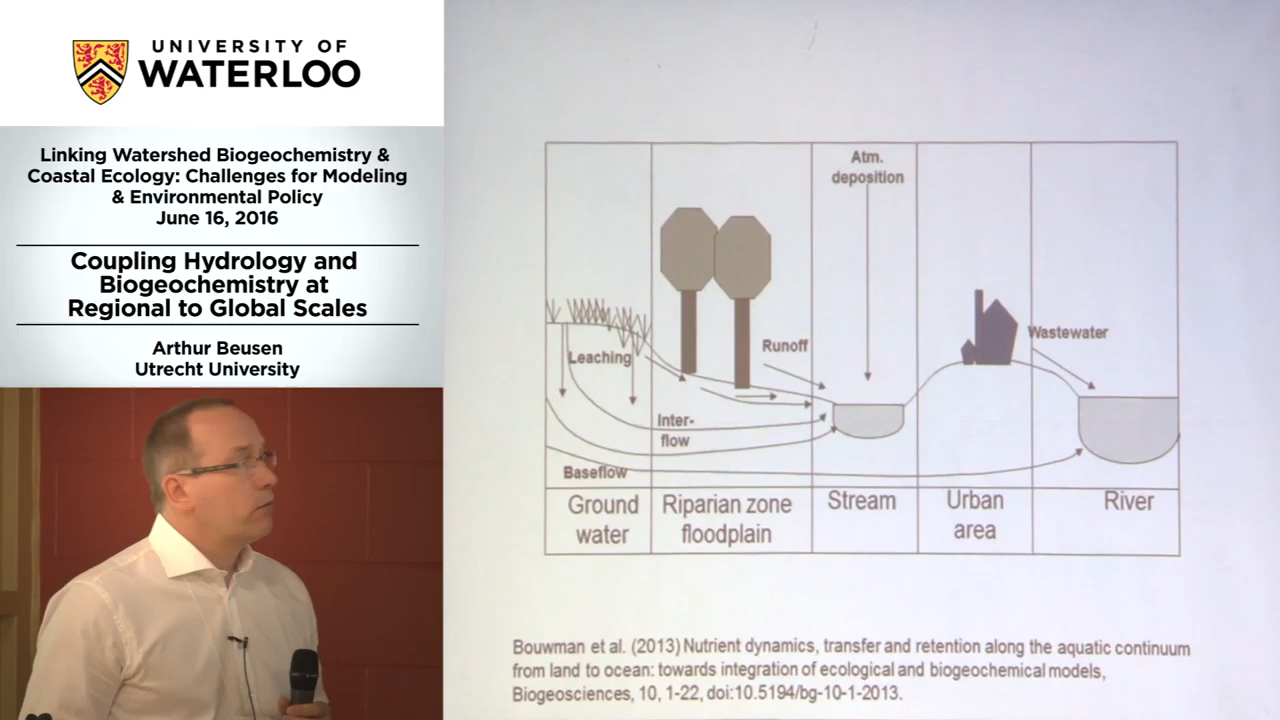 UNIVERSITY OF
WATERLOO
Linking Watershed Biogeochemistry &
Coastal Ecology: Challenges for Modeling
& Environmental Policy
June 16, 2016
Coupling Hydrology and
Biogeochemistry at
Regional to Global Scales
Arthur Beusen
Utrecht University
Atm.
deposition
Leaching
Runoff
Wastewater
Inter-
flow
Baseflow
Ground
water
Riparian zone
floodplain
Stream
Urban
area
River
Bouwman et al. (2013) Nutrient dynamics, transfer and retention along the aquatic continuum
from land to ocean: towards integration of ecological and biogeochemical models,
Biogeosciences, 10, 1-22, doi:10.5194/bg-10-1-2013.